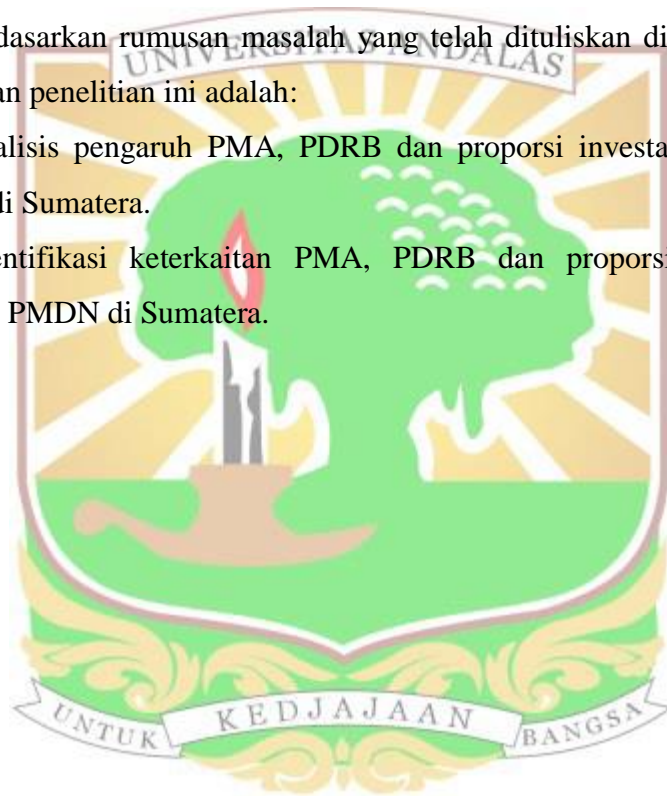 dasarkan rumusan masalah yang telah dituliskan di
UNIVERSITAS ANDALAS
an penelitian ini adalah:
alisis pengaruh PMA, PDRB dan proporsi investa
di Sumatera.
entifikasi keterkaitan PMA, PDRB dan propors
PMDN di Sumatera.
UNTUK KEDJAJAAN BANGSA